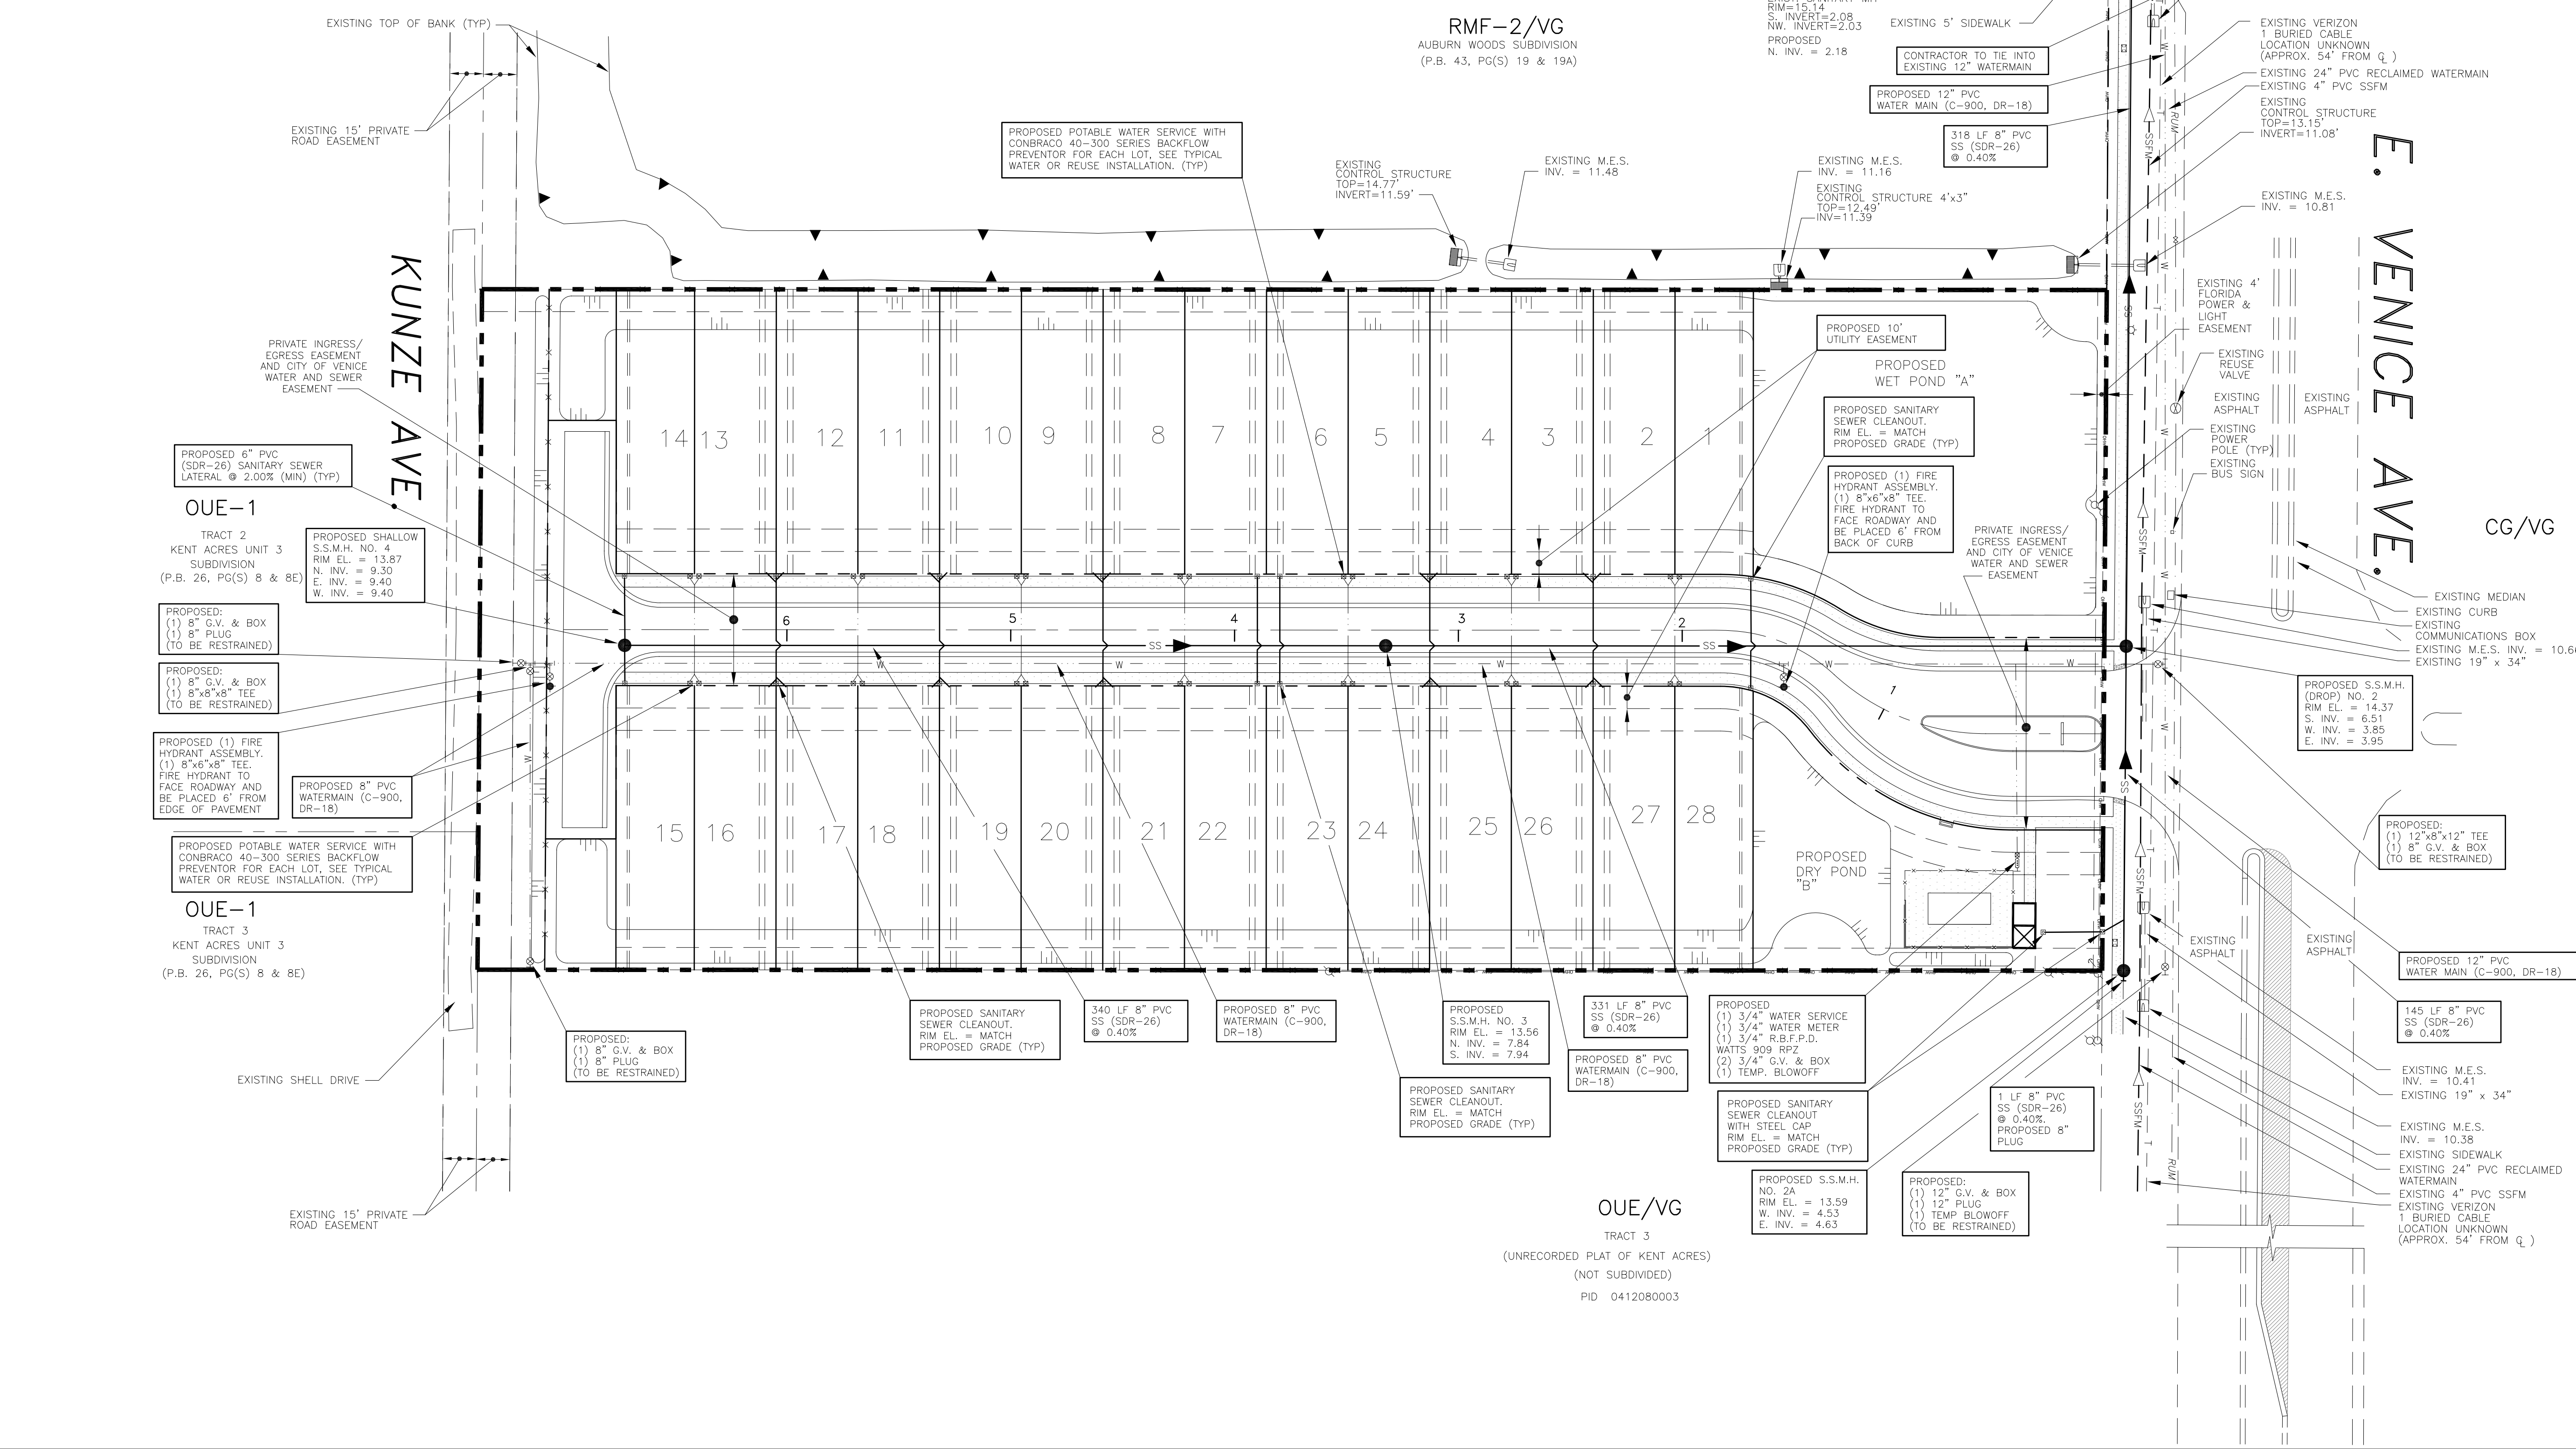 EXISTING TOP OF BANK (TYP)
EXISTING 15' PRIVATE
ROAD EASEMENT
RMF-2/VG
AUBURN WOODS SUBDIVISION
(P.B. 43, PG(S) 19 & 19A)
RIM=15.14
S. INVERT=2.08
NW. INVERT=2.03
PROPOSED
N. INV. = 2.18
EXISTING 5' SIDEWALK
CONTRACTOR TO TIE INTO
EXISTING 12" WATERMAIN
PROPOSED 12" PVC
WATER MAIN (C-900, DR-18)
318 LF 8" PVC
SS (SDR-26)
@ 0.40%
EXISTING VERIZON
1 BURIED CABLE
LOCATION UNKNOWN
(APPROX. 54' FROM ℄ )
EXISTING 24" PVC RECLAIMED WATERMAIN
EXISTING 4" PVC SSFM
EXISTING
CONTROL STRUCTURE
TOP=13.15'
INVERT=11.08'
EXISTING M.E.S.
INV. = 10.81
PROPOSED POTABLE WATER SERVICE WITH
CONBRACO 40-300 SERIES BACKFLOW
PREVENTOR FOR EACH LOT, SEE TYPICAL
WATER OR REUSE INSTALLATION. (TYP)
EXISTING
CONTROL STRUCTURE
TOP=14.77'
INVERT=11.59'
EXISTING M.E.S.
INV. = 11.48
EXISTING M.E.S.
INV. = 11.16
EXISTING
CONTROL STRUCTURE 4'x3"
TOP=12.49'
INV=11.39
E. VENICE AVE.
KUNZE AVE.
EXISTING 4'
FLORIDA
POWER &
LIGHT
EASEMENT
EXISTING
REUSE
VALVE
EXISTING
ASPHALT
EXISTING
ASPHALT
EXISTING
POWER
POLE (TYP)
EXISTING
BUS SIGN
CG/VG
PRIVATE INGRESS/
EGRESS EASEMENT
AND CITY OF VENICE
WATER AND SEWER
EASEMENT
PROPOSED 10'
UTILITY EASEMENT
PROPOSED
WET POND "A"
PROPOSED SANITARY
SEWER CLEANOUT.
RIM EL. = MATCH
PROPOSED GRADE (TYP)
PROPOSED (1) FIRE
HYDRANT ASSEMBLY.
(1) 8"x6"x8" TEE.
FIRE HYDRANT TO
FACE ROADWAY AND
BE PLACED 6' FROM
BACK OF CURB
PRIVATE INGRESS/
EGRESS EASEMENT
AND CITY OF VENICE
WATER AND SEWER
EASEMENT
14 13 12 11 10 9 8 7 6 5 4 3 2 1
PROPOSED 6" PVC
(SDR-26) SANITARY SEWER
LATERAL @ 2.00% (MIN) (TYP)
OUE-1
TRACT 2
KENT ACRES UNIT 3
SUBDIVISION
(P.B. 26, PG(S) 8 & 8E)
PROPOSED SHALLOW
S.S.M.H. NO. 4
RIM EL. = 13.87
N. INV. = 9.30
E. INV. = 9.40
W. INV. = 9.40
PROPOSED:
(1) 8" G.V. & BOX
(1) 8" PLUG
(TO BE RESTRAINED)
PROPOSED:
(1) 8" G.V. & BOX
(1) 8"x8"x8" TEE
(TO BE RESTRAINED)
PROPOSED (1) FIRE
HYDRANT ASSEMBLY.
(1) 8"x6"x8" TEE.
FIRE HYDRANT TO
FACE ROADWAY AND
BE PLACED 6' FROM
EDGE OF PAVEMENT
PROPOSED 8" PVC
WATERMAIN (C-900,
DR-18)
PROPOSED POTABLE WATER SERVICE WITH
CONBRACO 40-300 SERIES BACKFLOW
PREVENTOR FOR EACH LOT, SEE TYPICAL
WATER OR REUSE INSTALLATION. (TYP)
OUE-1
TRACT 3
KENT ACRES UNIT 3
SUBDIVISION
(P.B. 26, PG(S) 8 & 8E)
6 5 4 3 2 1
SS SS
W W W W W
SS SS
SSFM SSFM SSFM SSFM
RUM RUM
EXISTING MEDIAN
EXISTING CURB
EXISTING
COMMUNICATIONS BOX
EXISTING M.E.S. INV. = 10.66
EXISTING 19" x 34"
PROPOSED S.S.M.H.
(DROP) NO. 2
RIM EL. = 14.37
S. INV. = 6.51
W. INV. = 3.85
E. INV. = 3.95
PROPOSED:
(1) 12"x8"x12" TEE
(1) 8" G.V. & BOX
(TO BE RESTRAINED)
15 16 17 18 19 20 21 22 23 24 25 26 27 28
PROPOSED
DRY POND
"B"
EXISTING
ASPHALT
EXISTING
ASPHALT
PROPOSED 12" PVC
WATER MAIN (C-900, DR-18)
145 LF 8" PVC
SS (SDR-26)
@ 0.40%
EXISTING M.E.S.
INV. = 10.41
EXISTING 19" x 34"
EXISTING M.E.S.
INV. = 10.38
EXISTING SIDEWALK
EXISTING 24" PVC RECLAIMED
WATERMAIN
EXISTING 4" PVC SSFM
EXISTING VERIZON
1 BURIED CABLE
LOCATION UNKNOWN
(APPROX. 54' FROM ℄ )
EXISTING SHELL DRIVE
EXISTING 15' PRIVATE
ROAD EASEMENT
PROPOSED:
(1) 8" G.V. & BOX
(1) 8" PLUG
(TO BE RESTRAINED)
PROPOSED SANITARY
SEWER CLEANOUT.
RIM EL. = MATCH
PROPOSED GRADE (TYP)
340 LF 8" PVC
SS (SDR-26)
@ 0.40%
PROPOSED 8" PVC
WATERMAIN (C-900,
DR-18)
PROPOSED SANITARY
SEWER CLEANOUT.
RIM EL. = MATCH
PROPOSED GRADE (TYP)
PROPOSED
S.S.M.H. NO. 3
RIM EL. = 13.56
N. INV. = 7.84
S. INV. = 7.94
331 LF 8" PVC
SS (SDR-26)
@ 0.40%
PROPOSED 8" PVC
WATERMAIN (C-900,
DR-18)
PROPOSED
(1) 3/4" WATER SERVICE
(1) 3/4" WATER METER
(1) 3/4" R.B.F.P.D.
WATTS 909 RPZ
(2) 3/4" G.V. & BOX
(1) TEMP. BLOWOFF
PROPOSED SANITARY
SEWER CLEANOUT
WITH STEEL CAP
RIM EL. = MATCH
PROPOSED GRADE (TYP)
PROPOSED S.S.M.H.
NO. 2A
RIM EL. = 13.59
W. INV. = 4.53
E. INV. = 4.63
1 LF 8" PVC
SS (SDR-26)
@ 0.40%.
PROPOSED 8"
PLUG
PROPOSED:
(1) 12" G.V. & BOX
(1) 12" PLUG
(1) TEMP BLOWOFF
(TO BE RESTRAINED)
OUE/VG
TRACT 3
(UNRECORDED PLAT OF KENT ACRES)
(NOT SUBDIVIDED)
PID 0412080003